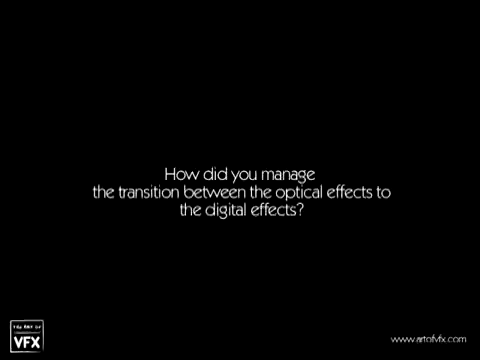 How did you manage
the transition between the optical effects to
the digital effects?
THE ART OF
VFX
www.artofvfx.com